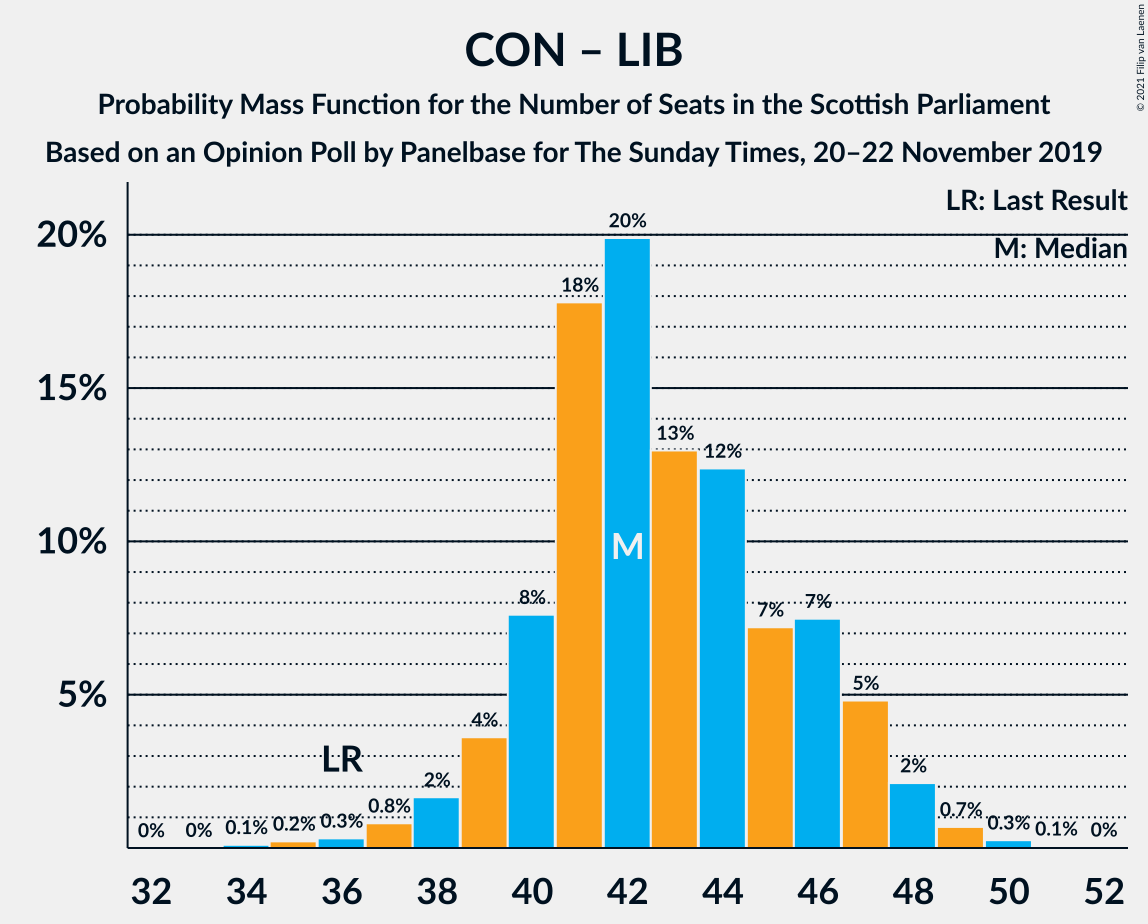 CON – LIB
Probability Mass Function for the Number of Seats in the Scottish Parliament
Based on an Opinion Poll by Panelbase for The Sunday Times, 20–22 November 2019
© 2021 Filip van Laenen
LR: Last Result
M: Median
20%
15%
10%
5%
0% 0% 0.1% 0.2% 0.3% 0.8% 2% 4% 8% 18% 20% 13% 12% 7% 7% 5% 2% 0.7% 0.3% 0.1% 0%
LR
M
32 34 36 38 40 42 44 46 48 50 52